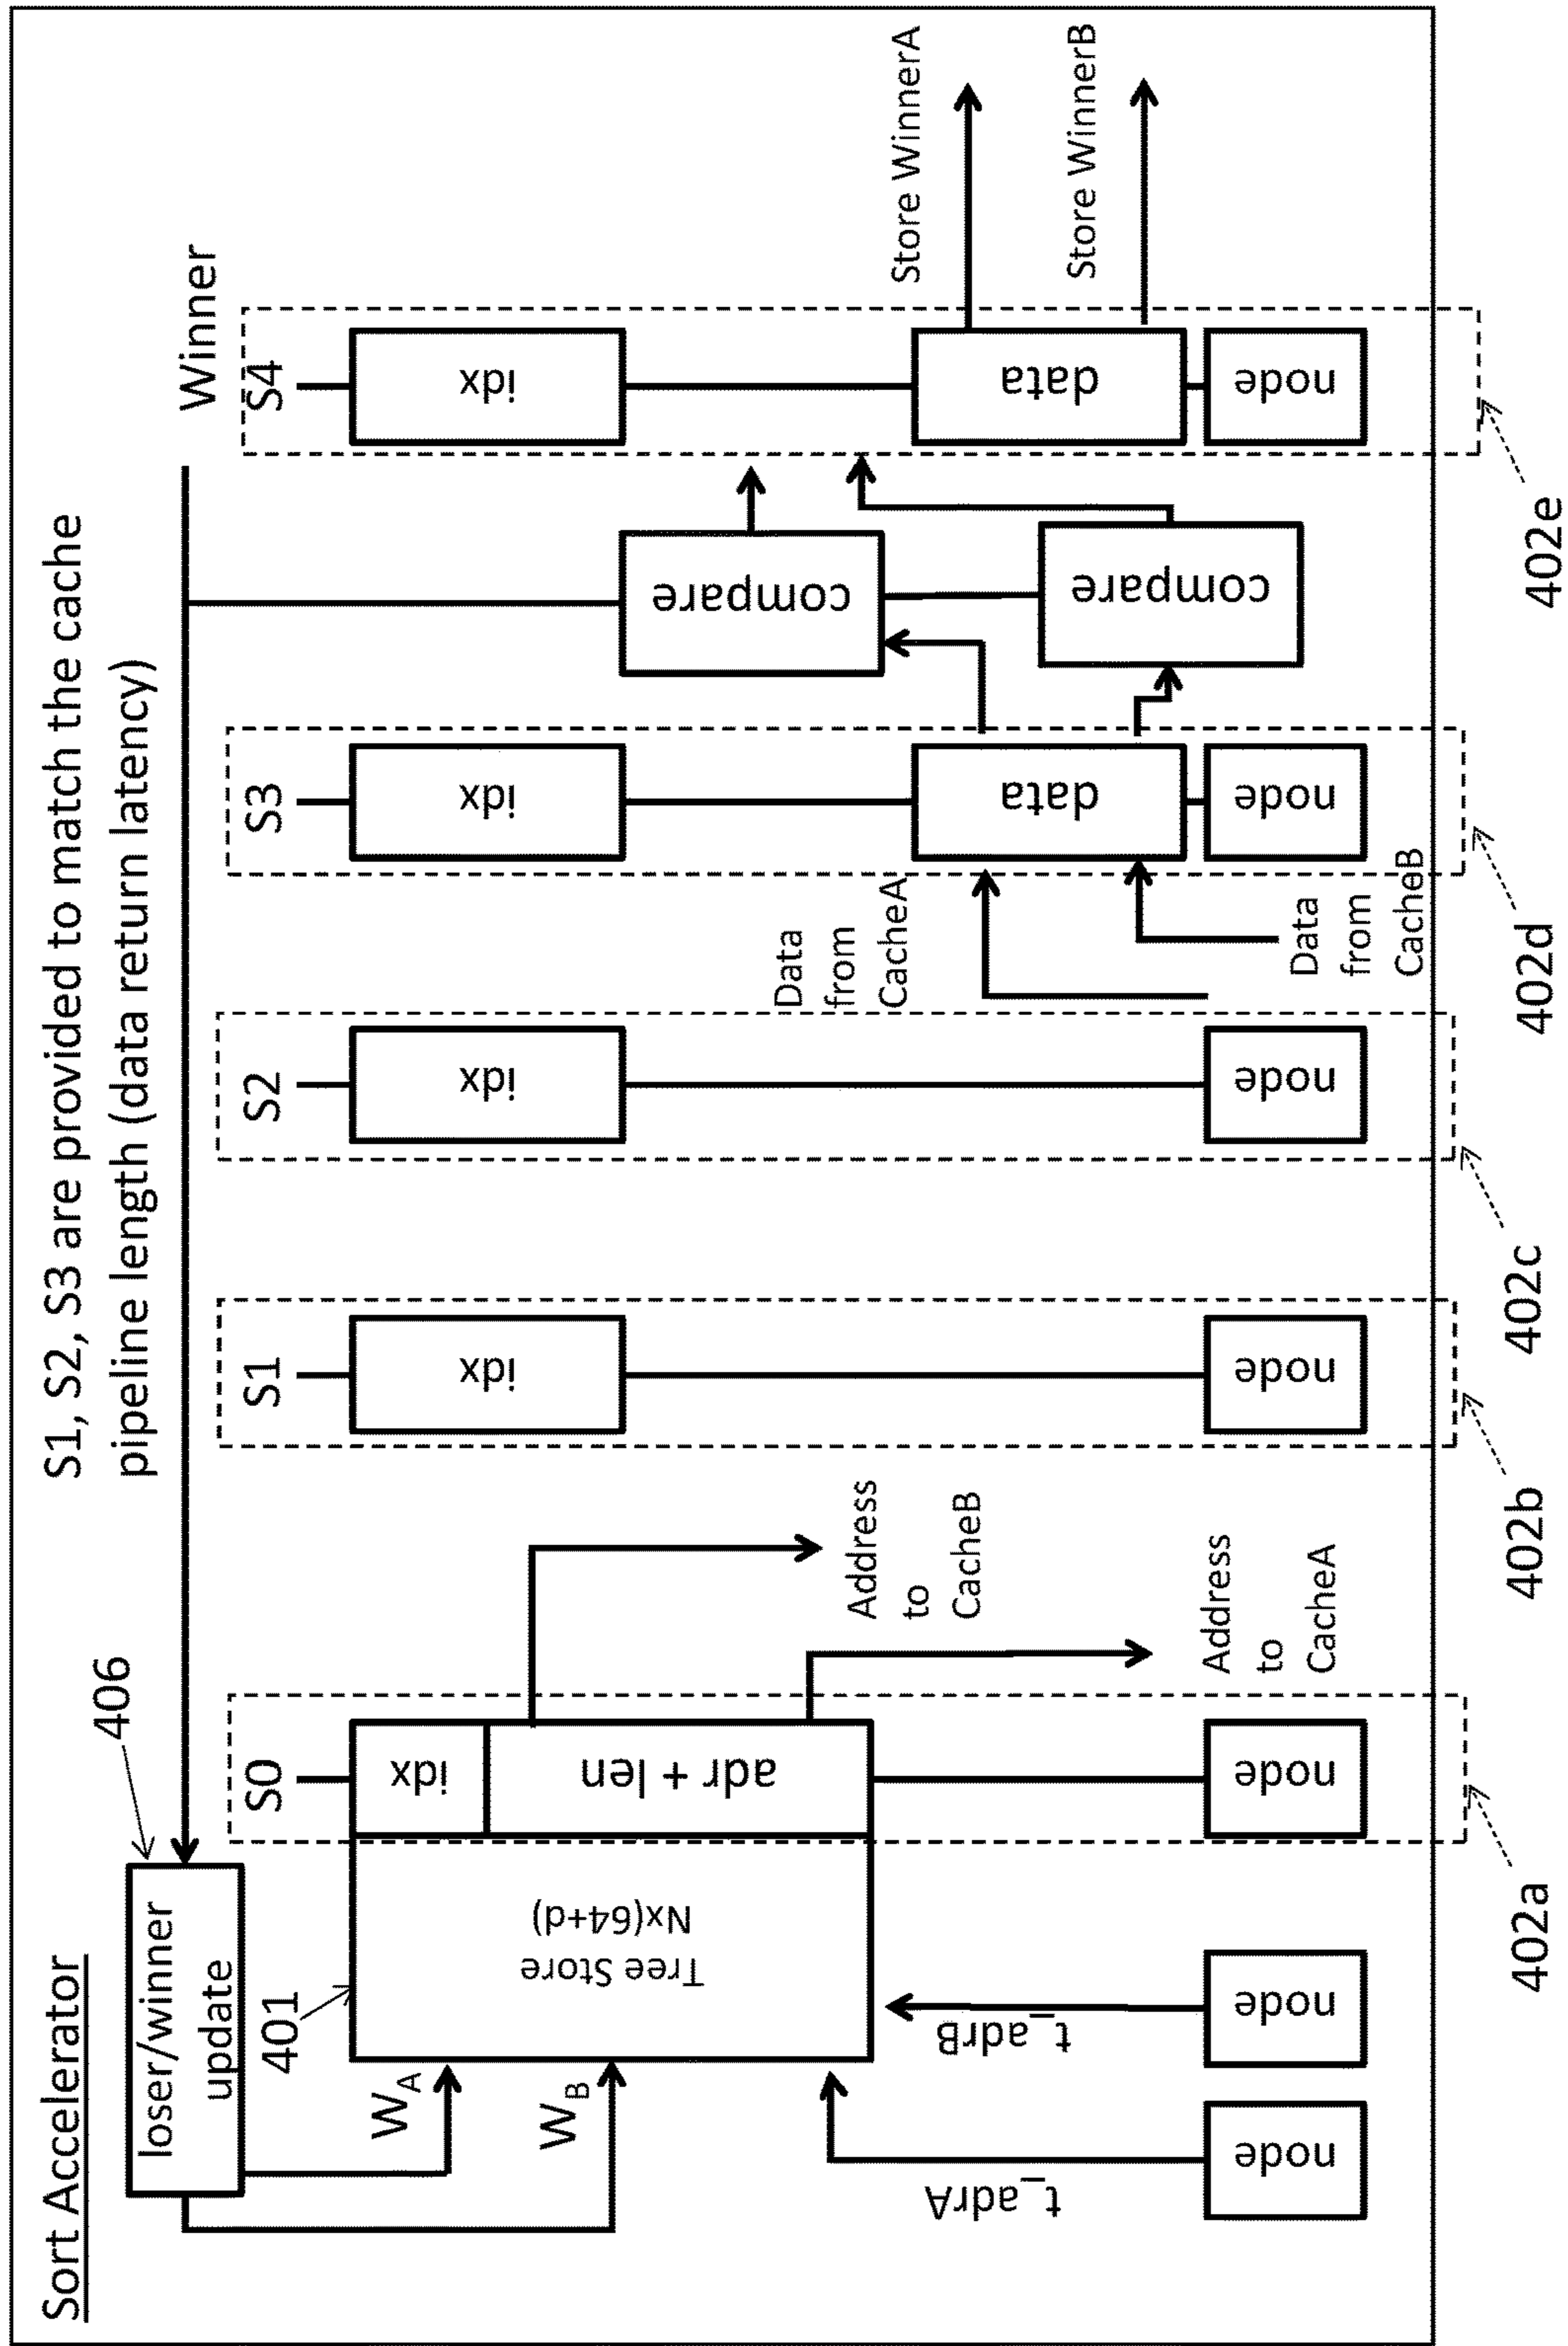 Sort Accelerator
S1, S2, S3 are provided to match the cache
pipeline length (data return latency)
406
loser/winner
update
Winner
401
W_A
W_B
Tree Store
Nx(64+d)
t_adrA
t_adrB
node
node
S0
idx
adr + len
node
Address
to
CacheB
Address
to
CacheA
S1
idx
node
S2
idx
node
Data
from
CacheA
Data
from
CacheB
S3
idx
data
node
compare
compare
S4
idx
data
node
Store WinnerA
Store WinnerB
402a
402b
402c
402d
402e